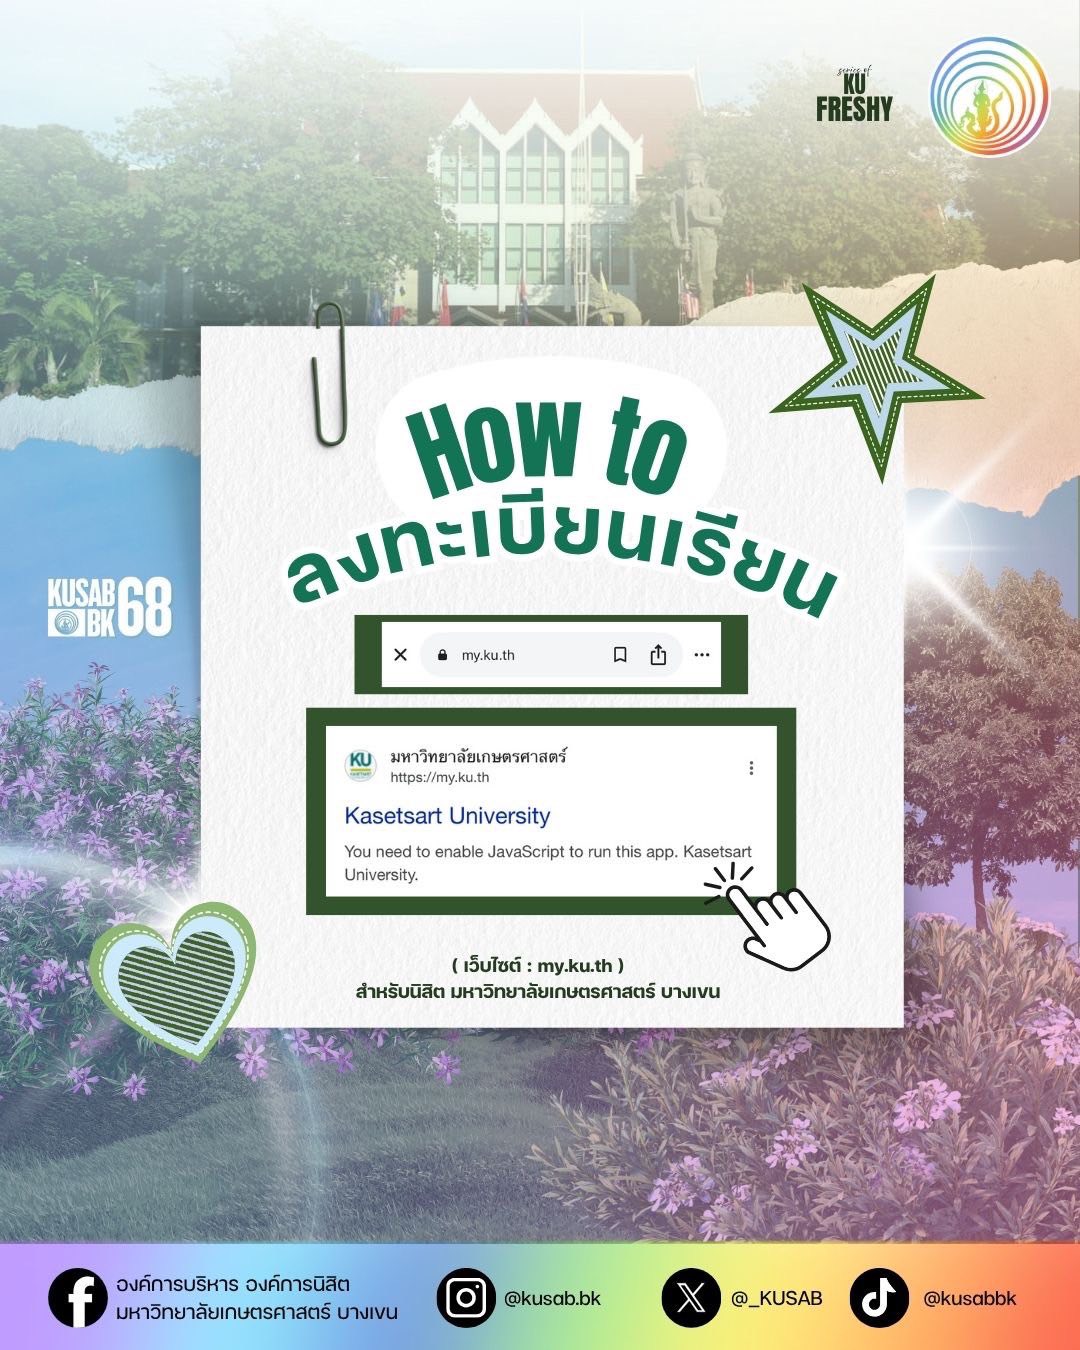 series of
KU
FRESHY
How to
ลงทะเบียนเรียน
KUSAB
BK 68
my.ku.th
KU
มหาวิทยาลัยเกษตรศาสตร์
https://my.ku.th
Kasetsart University
You need to enable JavaScript to run this app. Kasetsart
University.
( เว็บไซต์ : my.ku.th )
สำหรับนิสิต มหาวิทยาลัยเกษตรศาสตร์ บางเขน
องค์การบริหาร องค์การนิสิต
มหาวิทยาลัยเกษตรศาสตร์ บางเขน
@kusab.bk
@_KUSAB
@kusabbk